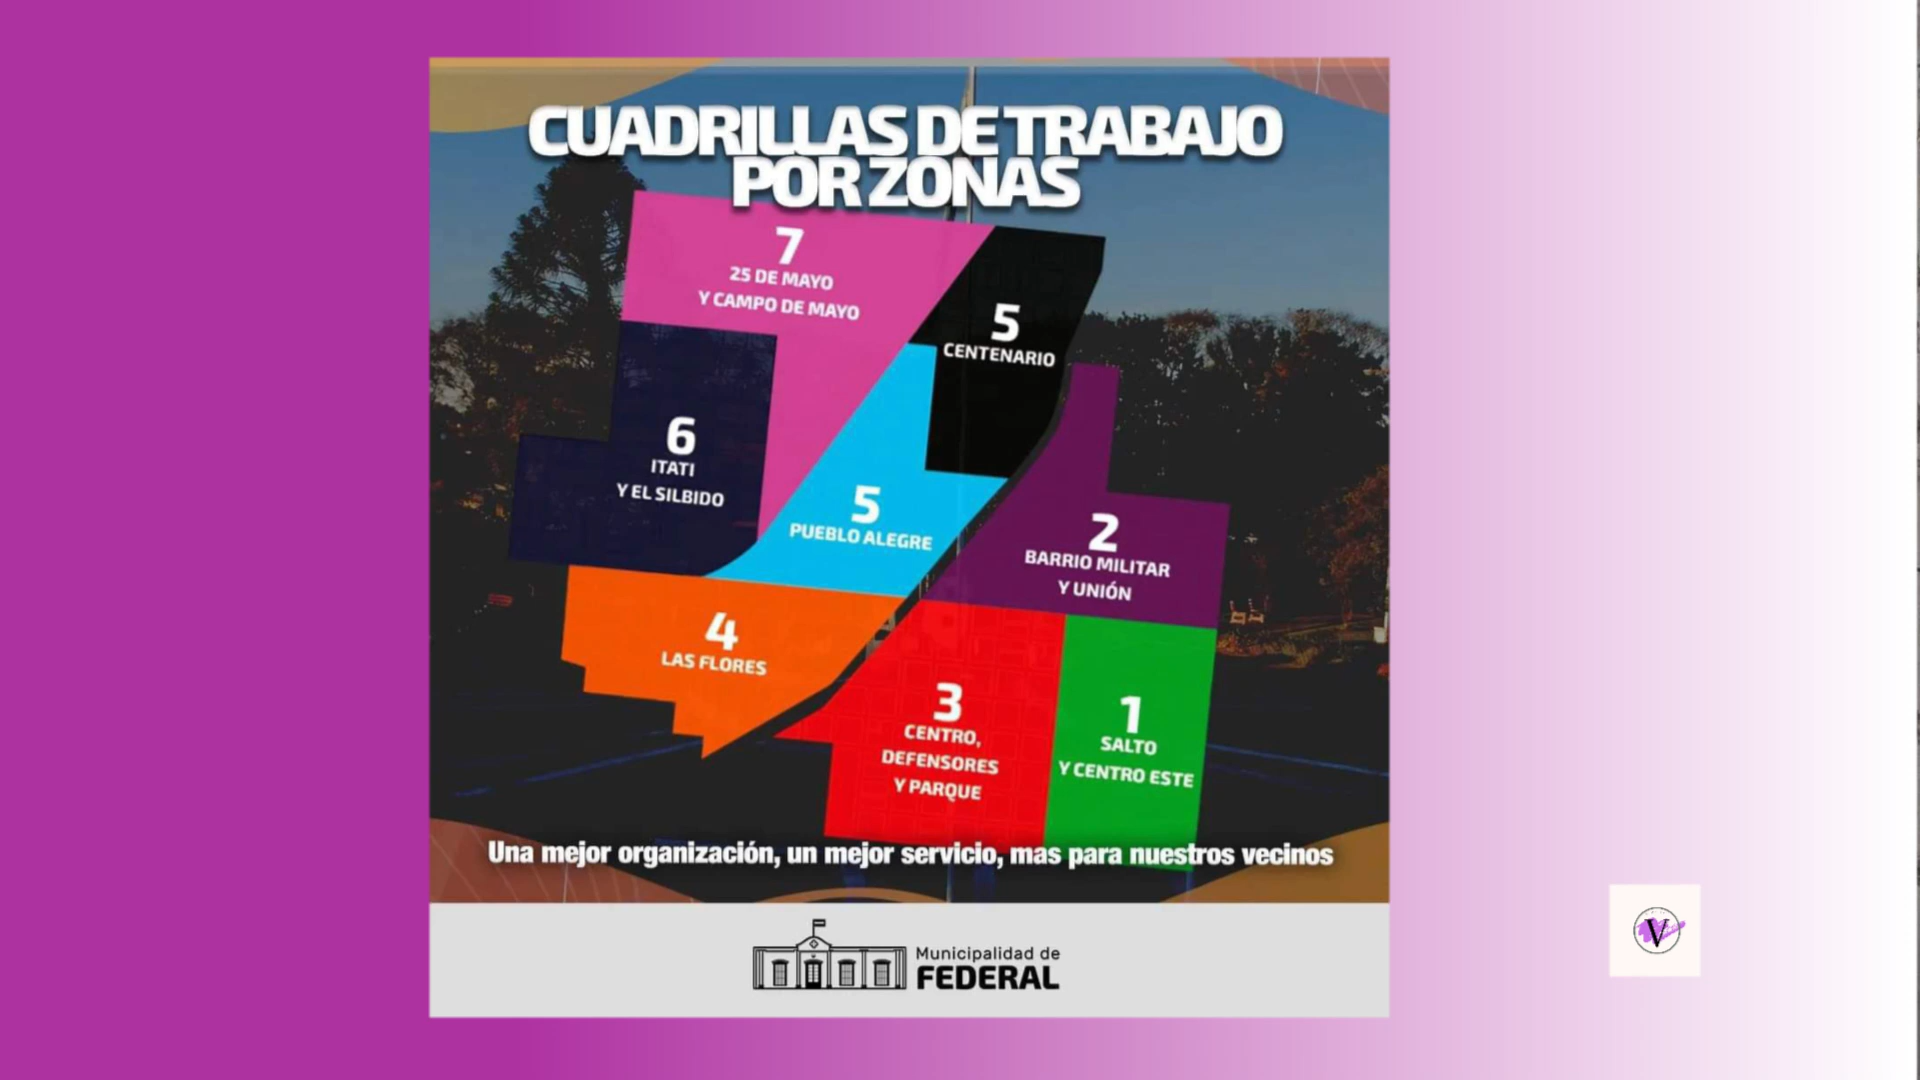 CUADRILLAS DE TRABAJO
POR ZONAS
7
25 DE MAYO
Y CAMPO DE MAYO
5
CENTENARIO
6
ITATI
Y EL SILBIDO
5
PUEBLO ALEGRE
2
BARRIO MILITAR
Y UNIÓN
4
LAS FLORES
3
CENTRO,
DEFENSORES
Y PARQUE
1
SALTO
Y CENTRO ESTE
Una mejor organización, un mejor servicio, mas para nuestros vecinos
Municipalidad de
FEDERAL
V